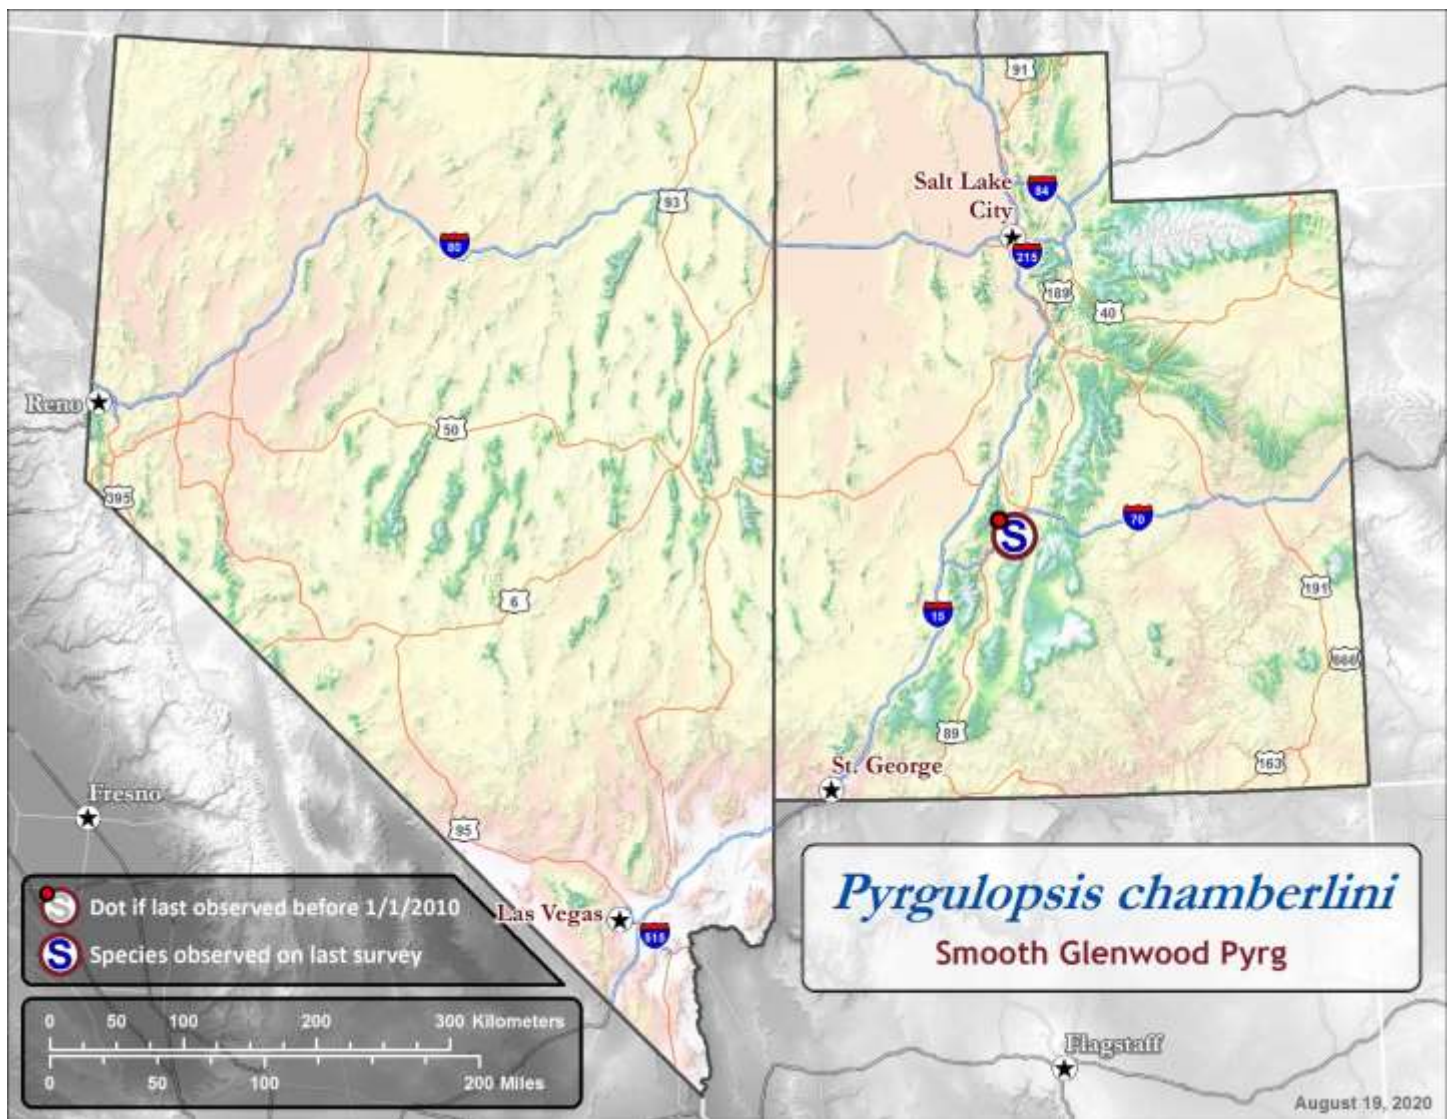 91
Salt Lake
City
84
93
80
215
189
40
Reno
50
395
S
70
6
191
15
666
89
163
St. George
Fresno
95
Las Vegas
515
Pyrgulopsis chamberlini
Smooth Glenwood Pyrg
S Dot if last observed before 1/1/2010
S Species observed on last survey
0 50 100 200 300 Kilometers
0 50 100 200 Miles
Flagstaff
August 19, 2020